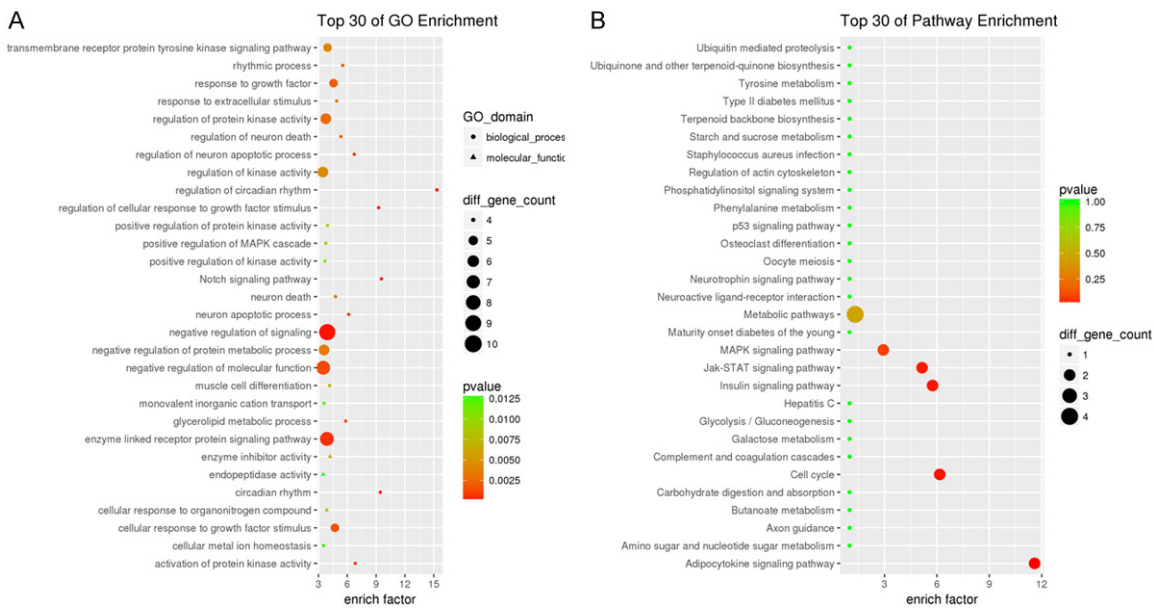 A
Top 30 of GO Enrichment
transmembrane receptor protein tyrosine kinase signaling pathway
rhythmic process
response to growth factor
response to extracellular stimulus
regulation of protein kinase activity
regulation of neuron death
regulation of neuron apoptotic process
regulation of kinase activity
regulation of circadian rhythm
regulation of cellular response to growth factor stimulus
positive regulation of protein kinase activity
positive regulation of MAPK cascade
positive regulation of kinase activity
Notch signaling pathway
neuron death
neuron apoptotic process
negative regulation of signaling
negative regulation of protein metabolic process
negative regulation of molecular function
muscle cell differentiation
monovalent inorganic cation transport
glycerolipid metabolic process
enzyme linked receptor protein signaling pathway
enzyme inhibitor activity
endopeptidase activity
circadian rhythm
cellular response to organonitrogen compound
cellular response to growth factor stimulus
cellular metal ion homeostasis
activation of protein kinase activity
3 6 9 12 15
enrich factor
GO_domain
biological_proces
molecular_functic
diff_gene_count
4
5
6
7
8
9
10
pvalue
0.0125
0.0100
0.0075
0.0050
0.0025
B
Top 30 of Pathway Enrichment
Ubiquitin mediated proteolysis
Ubiquinone and other terpenoid-quinone biosynthesis
Tyrosine metabolism
Type II diabetes mellitus
Terpenoid backbone biosynthesis
Starch and sucrose metabolism
Staphylococcus aureus infection
Regulation of actin cytoskeleton
Phosphatidylinositol signaling system
Phenylalanine metabolism
p53 signaling pathway
Osteoclast differentiation
Oocyte meiosis
Neurotrophin signaling pathway
Neuroactive ligand-receptor interaction
Metabolic pathways
Maturity onset diabetes of the young
MAPK signaling pathway
Jak-STAT signaling pathway
Insulin signaling pathway
Hepatitis C
Glycolysis / Gluconeogenesis
Galactose metabolism
Complement and coagulation cascades
Cell cycle
Carbohydrate digestion and absorption
Butanoate metabolism
Axon guidance
Amino sugar and nucleotide sugar metabolism
Adipocytokine signaling pathway
3 6 9 12
enrich factor
pvalue
1.00
0.75
0.50
0.25
diff_gene_count
1
2
3
4